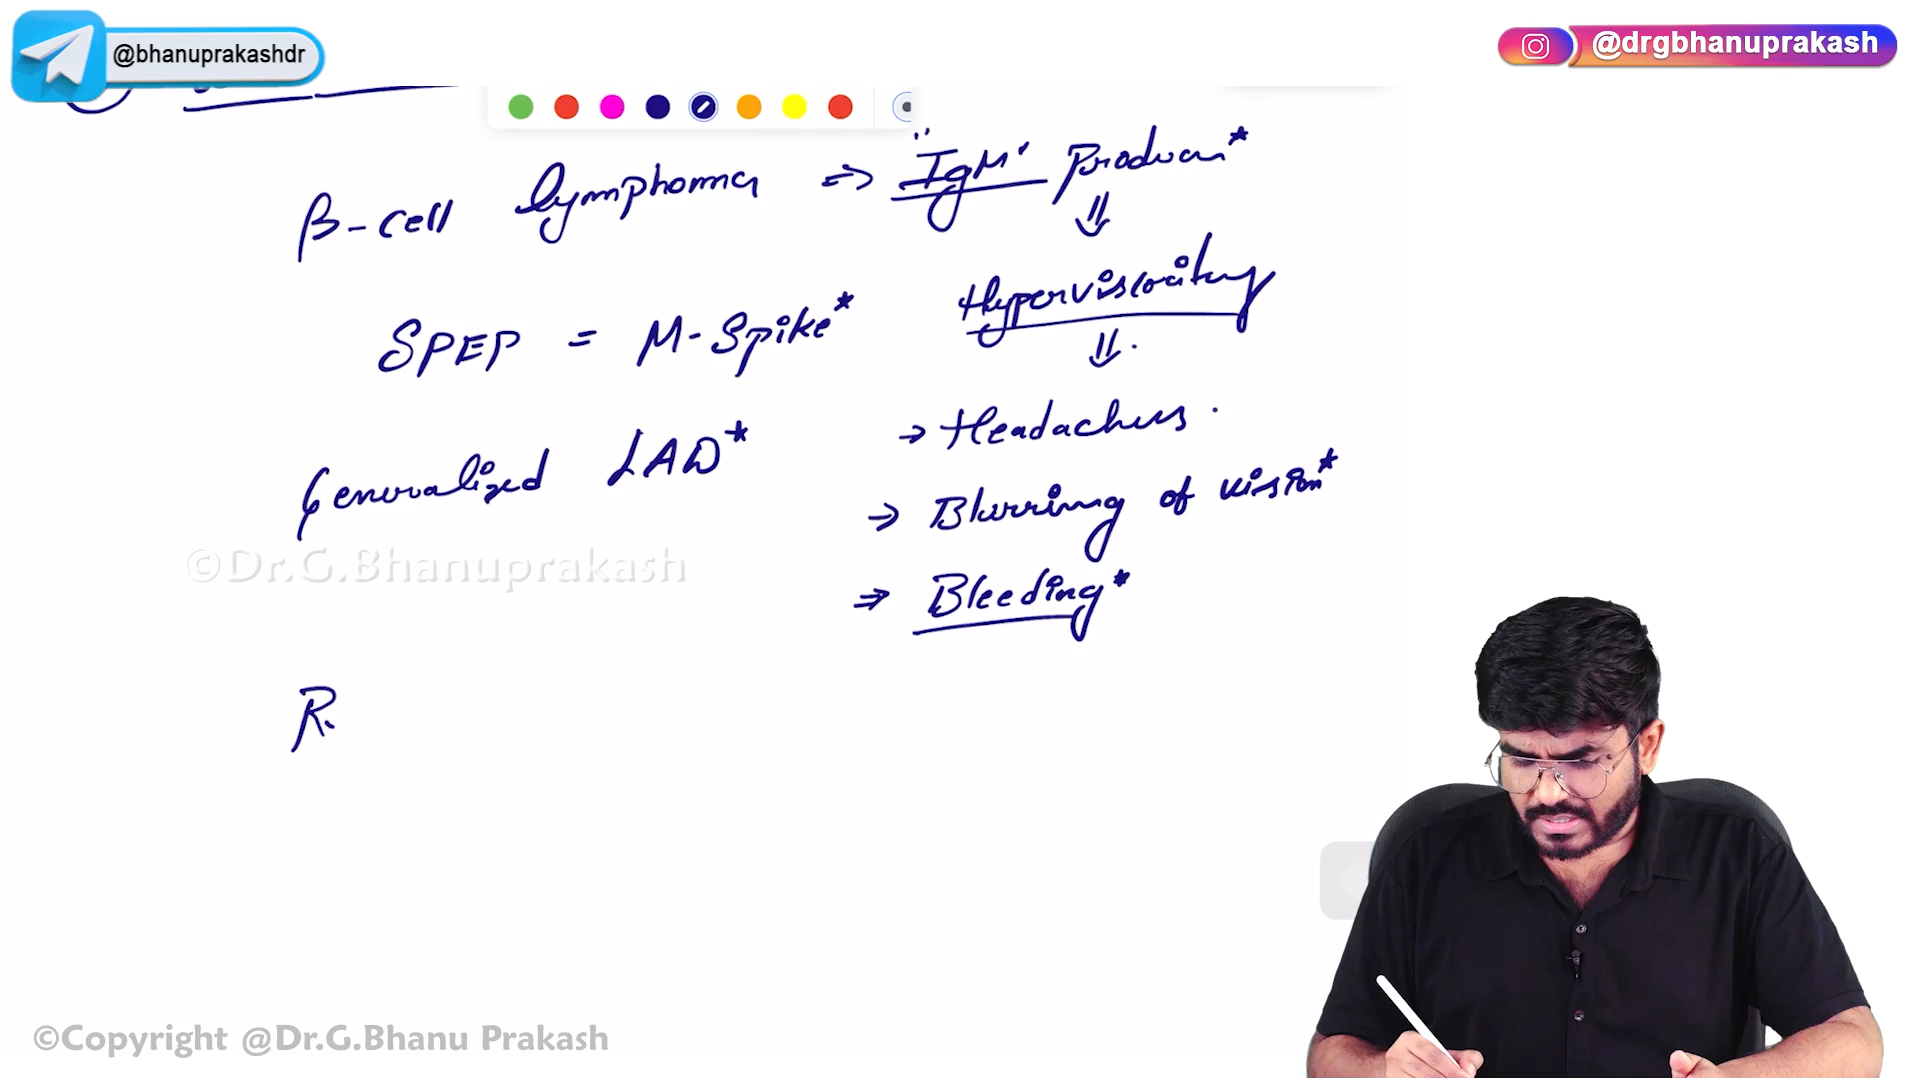 @bhanuprakashdr
@drgbhanuprakash
β-cell lymphoma ⇒ "IgM" Producer*
⇓
Hyperviscosity
⇓
SPEP = M-Spike*
Generalized LAD*
→ Headaches
⇒ Blurring of vision*
⇒ Bleeding*
R
©Dr.G.Bhanuprakash
©Copyright @Dr.G.Bhanu Prakash